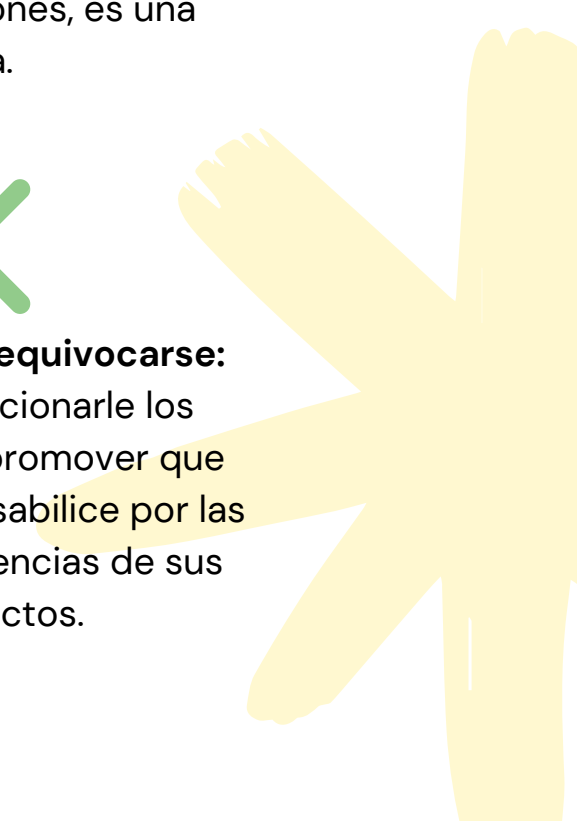 ones, es una
a.
equivocarse:
cionarle los
promover que
sabilice por las
encias de sus
ctos.